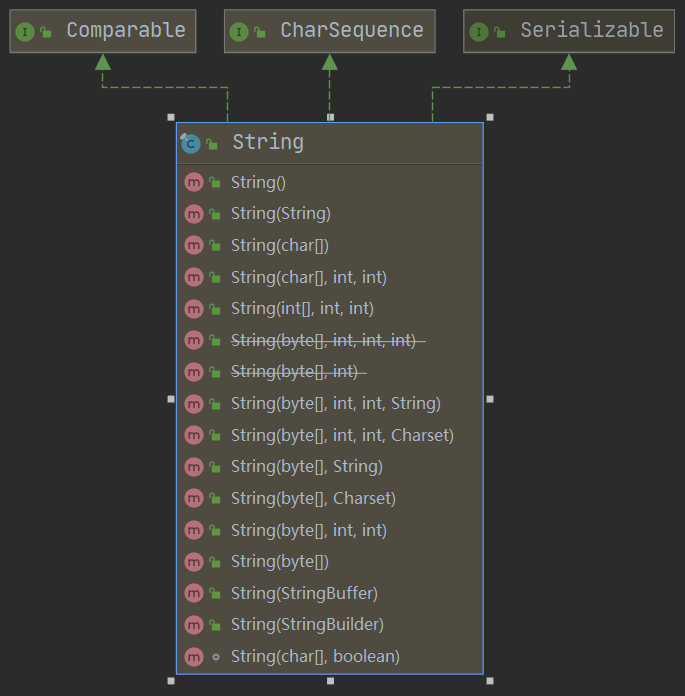 Comparable
CharSequence
Serializable
String
String()
String(String)
String(char[])
String(char[], int, int)
String(int[], int, int)
String(byte[], int, int, int)
String(byte[], int)
String(byte[], int, int, String)
String(byte[], int, int, Charset)
String(byte[], String)
String(byte[], Charset)
String(byte[], int, int)
String(byte[])
String(StringBuffer)
String(StringBuilder)
String(char[], boolean)